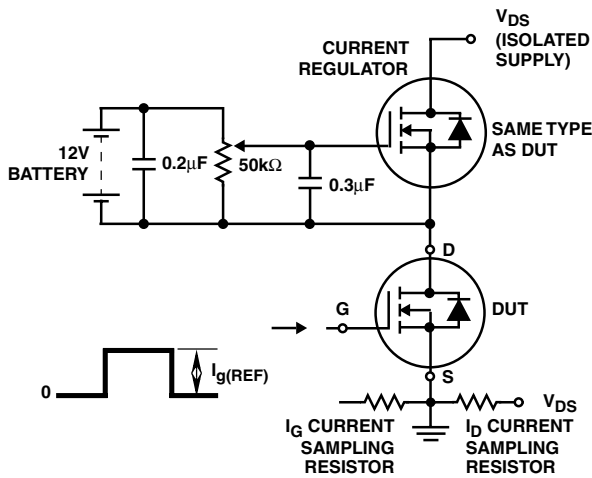 V_DS
(ISOLATED
SUPPLY)
CURRENT
REGULATOR
SAME TYPE
AS DUT
12V
BATTERY
0.2μF
50kΩ
0.3μF
D
G
DUT
I_g(REF)
0
S
V_DS
I_G CURRENT
SAMPLING
RESISTOR
I_D CURRENT
SAMPLING
RESISTOR